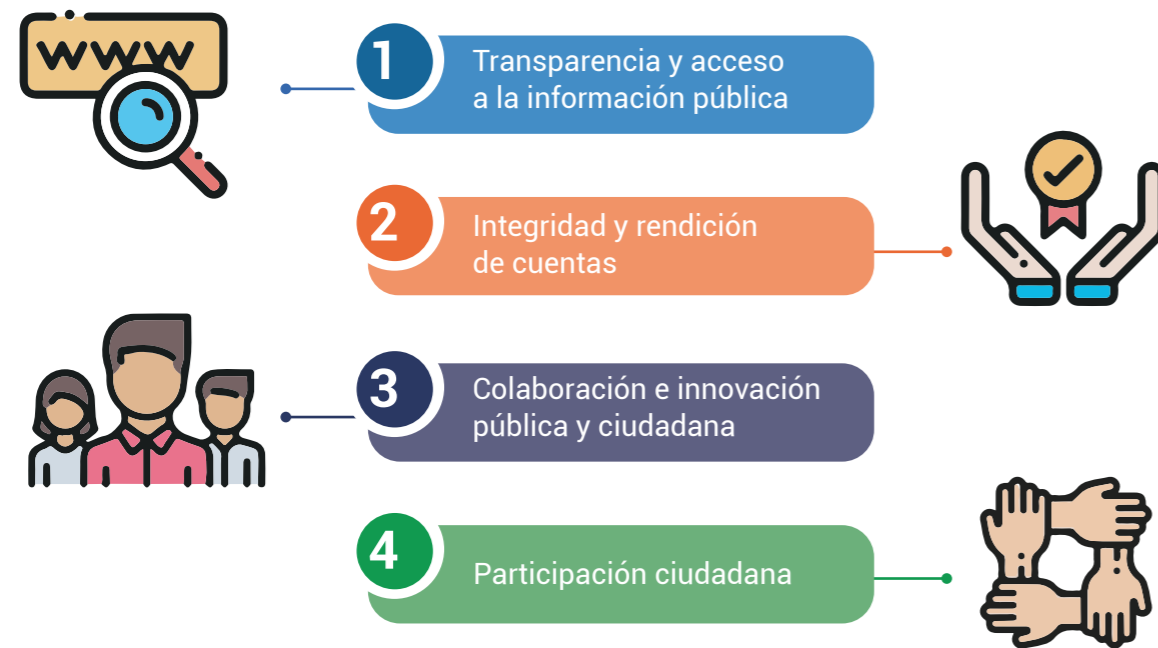 WWW
1
Transparencia y acceso
a la información pública
2
Integridad y rendición
de cuentas
3
Colaboración e innovación
pública y ciudadana
4
Participación ciudadana